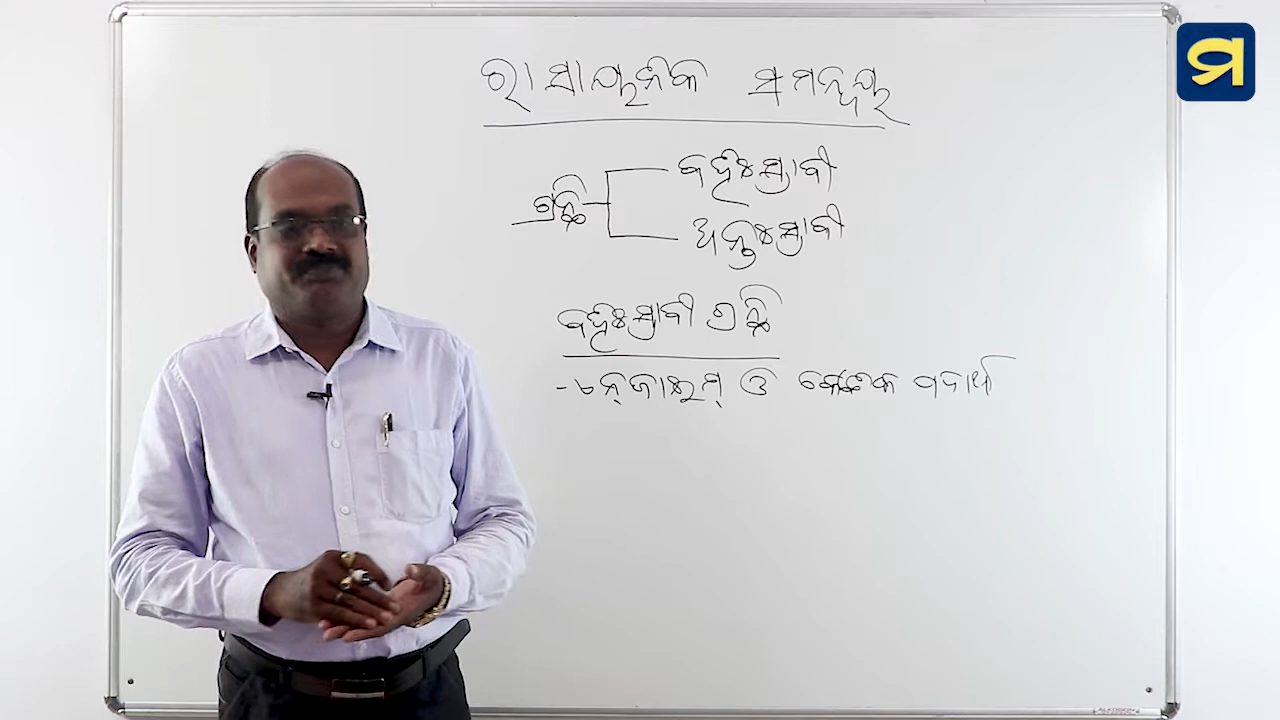 ମ
ରାସାୟନିକ ସମନ୍ୱୟ
ଗ୍ରନ୍ଥି
ବହିଃସ୍ରାବୀ
ଅନ୍ତଃସ୍ରାବୀ
ବହିଃସ୍ରାବୀ ଗ୍ରନ୍ଥି
- ଏନ୍‌ଜାଇମ୍ ଓ କେତେକ ପଦାର୍ଥ